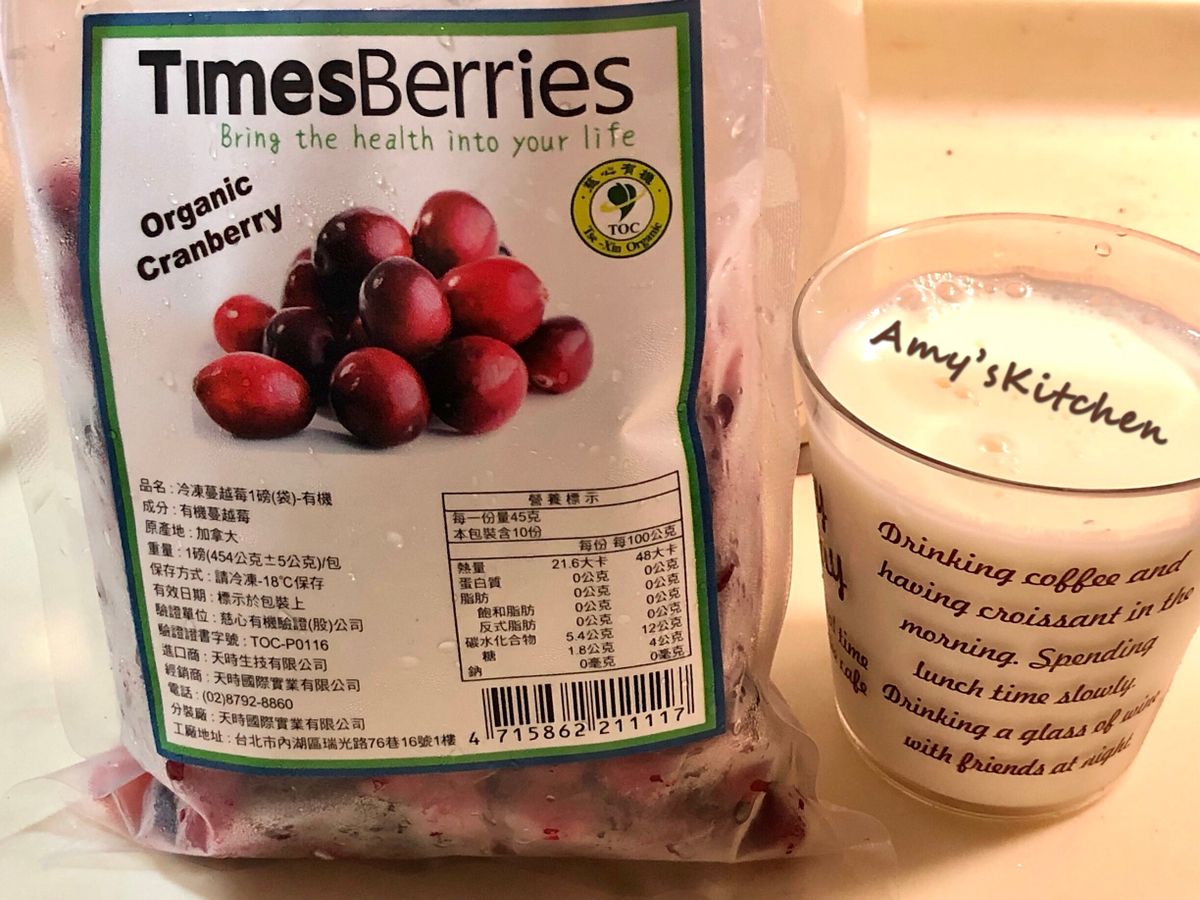 TimesBerries
Bring the health into your life
Organic
Cranberry
慈心有機
TOC
Tse-Xin Organic
品名：冷凍蔓越莓1磅(袋)-有機
成分：有機蔓越莓
原產地：加拿大
重量：1磅(454公克±5公克)/包
保存方式：請冷凍-18℃保存
有效日期：標示於包裝上
驗證單位：慈心有機驗證(股)公司
驗證證書字號：TOC-P0116
進口商：天時生技有限公司
經銷商：天時國際實業有限公司
電話：(02)8792-8860
分裝廠：天時國際實業有限公司
工廠地址：台北市內湖區瑞光路76巷16號1樓
營養標示
每一份量45克
本包裝含10份
每份 每100公克
熱量 21.6大卡 48大卡
蛋白質 0公克 0公克
脂肪 0公克 0公克
飽和脂肪 0公克 0公克
反式脂肪 0公克 0公克
碳水化合物 5.4公克 12公克
糖 1.8公克 4公克
鈉 0毫克 0毫克
4 715862 211117
Amy'sKitchen
Drinking coffee and
having croissant in the
morning. Spending
lunch time slowly.
Drinking a glass of wine
with friends at night.
time
cafe